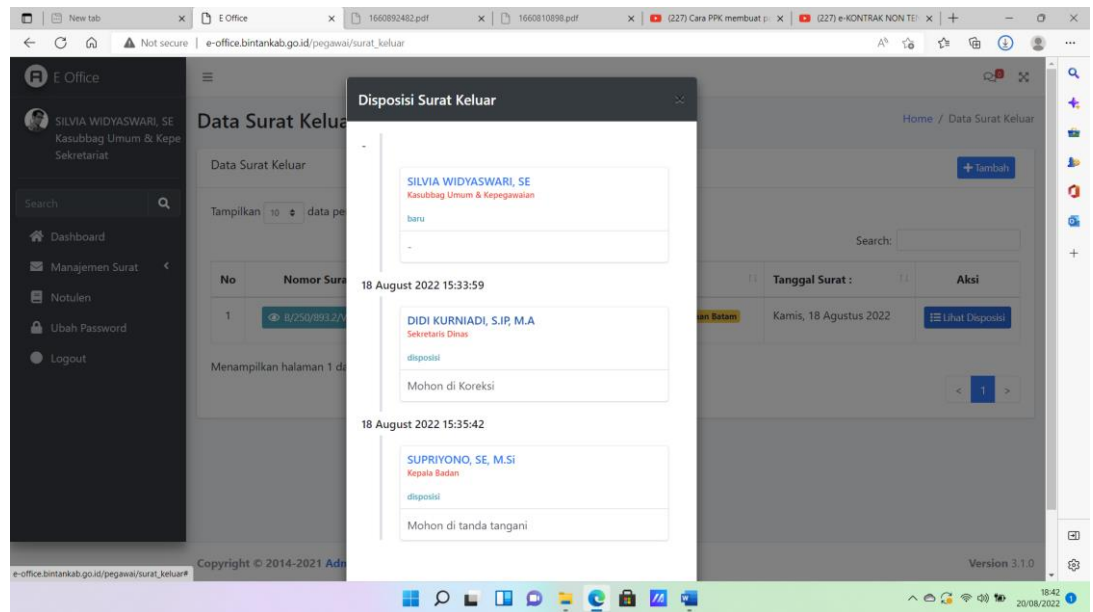 New tab
E Office
1660892482.pdf
1660810898.pdf
(227) Cara PPK membuat
(227) e-KONTRAK NON
Not secure
e-office.bintankab.go.id/pegawai/surat_keluar
E Office
SILVIA WIDYASWARI, SE
Kasubbag Umum & Kepe
Sekretariat
Search
Dashboard
Manajemen Surat
Notulen
Ubah Password
Logout
Data Surat Kelua
Home / Data Surat Keluar
Data Surat Keluar
+ Tambah
Tampilkan 10 data pe
Search:
No
Nomor Sura
Tanggal Surat :
Aksi
1
B/250/893.2/V
an Batam
Kamis, 18 Agustus 2022
Lihat Disposisi
Menampilkan halaman 1 da
< 1 >
Disposisi Surat Keluar
×
-
SILVIA WIDYASWARI, SE
Kasubbag Umum & Kepegawaian
baru
-
18 August 2022 15:33:59
DIDI KURNIADI, S.IP, M.A
Sekretaris Dinas
disposisi
Mohon di Koreksi
18 August 2022 15:35:42
SUPRIYONO, SE, M.Si
Kepala Badan
disposisi
Mohon di tanda tangani
Copyright © 2014-2021 Adm
Version 3.1.0
e-office.bintankab.go.id/pegawai/surat_keluar#
18:42
20/08/2022
1